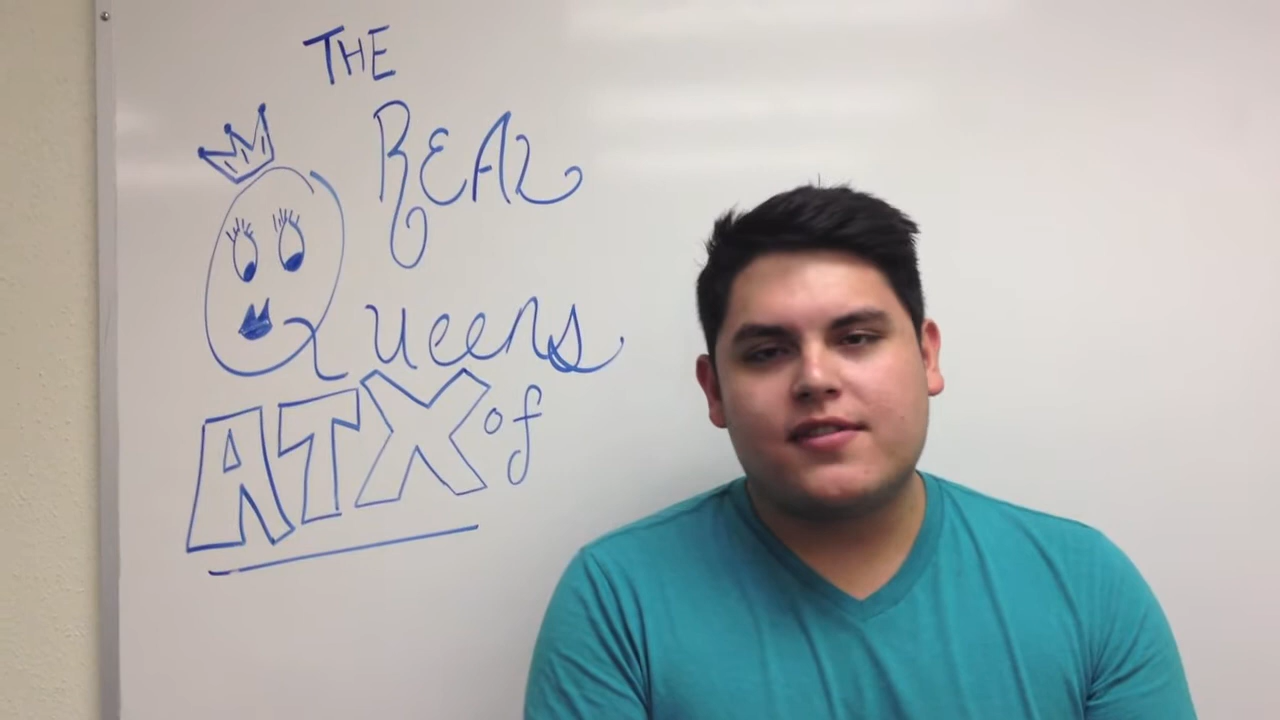 THE
REAL
Queens
ATX of